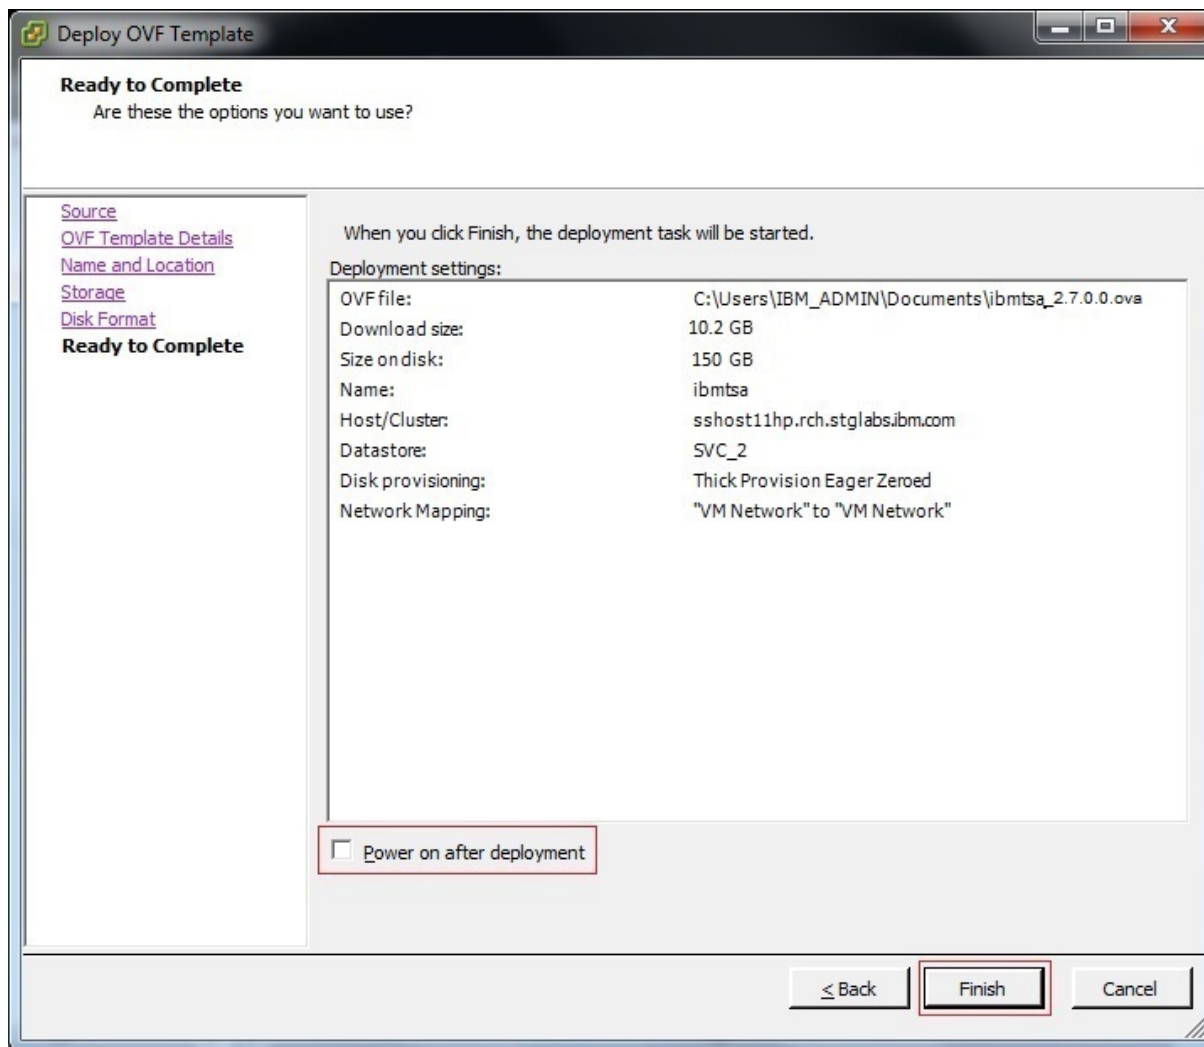 Deploy OVF Template
Ready to Complete
Are these the options you want to use?
Source
OVF Template Details
Name and Location
Storage
Disk Format
Ready to Complete
When you click Finish, the deployment task will be started.
Deployment settings:
OVF file: C:\Users\IBM_ADMIN\Documents\ibmtsa_2.7.0.0.ova
Download size: 10.2 GB
Size on disk: 150 GB
Name: ibmtsa
Host/Cluster: sshost11hp.rch.stglabs.ibm.com
Datastore: SVC_2
Disk provisioning: Thick Provision Eager Zeroed
Network Mapping: "VM Network" to "VM Network"
Power on after deployment
< Back Finish Cancel